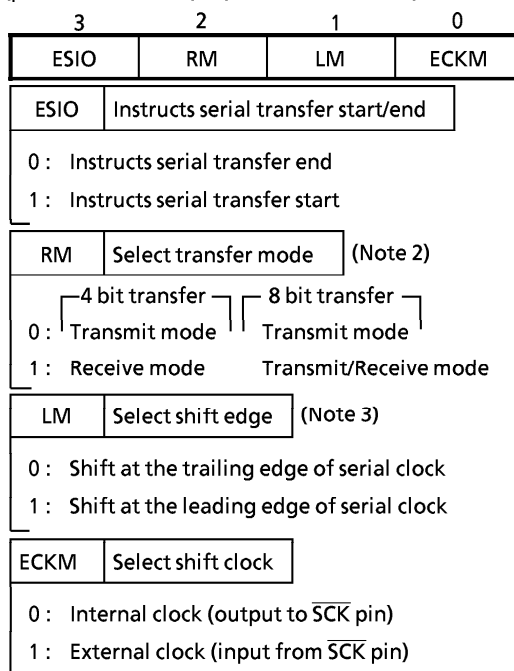 3 2 1 0
ESIO RM LM ECKM
ESIO Instructs serial transfer start/end
0 : Instructs serial transfer end
1 : Instructs serial transfer start
RM Select transfer mode (Note 2)
4 bit transfer 8 bit transfer
0 : Transmit mode Transmit mode
1 : Receive mode Transmit/Receive mode
LM Select shift edge (Note 3)
0 : Shift at the trailing edge of serial clock
1 : Shift at the leading edge of serial clock
ECKM Select shift clock
0 : Internal clock (output to SCK pin)
1 : External clock (input from SCK pin)